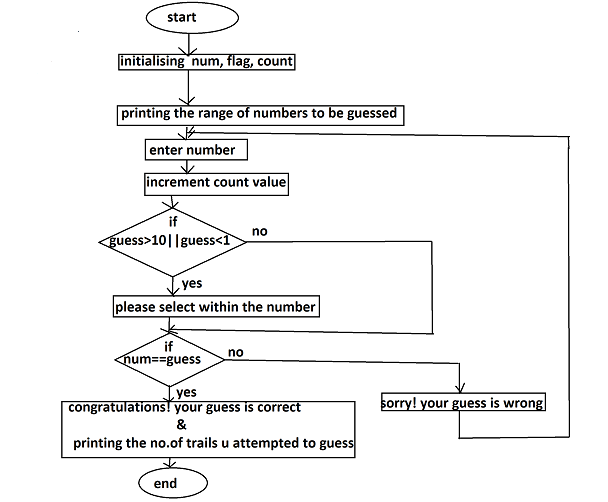 start
initialising num, flag, count
printing the range of numbers to be guessed
enter number
increment count value
if
guess>10||guess<1
no
yes
please select within the number
if
num==guess
no
yes
sorry! your guess is wrong
congratulations! your guess is correct
&
printing the no.of trails u attempted to guess
end